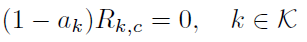 (1 − a_k)R_{k,c} = 0, k ∈ 𝒦